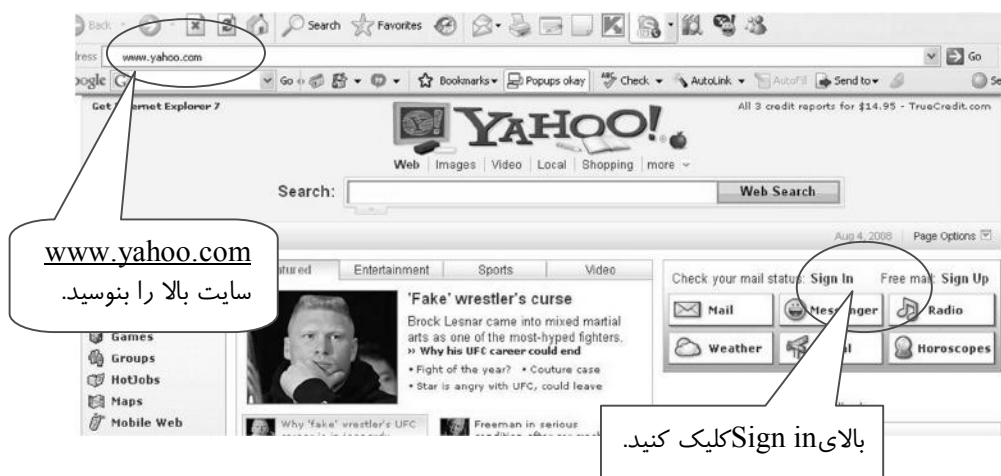 Back Search Favorites
www.yahoo.com Go
Go Bookmarks Popups okay Check AutoLink AutoFill Send to
Get Internet Explorer 7
All 3 credit reports for $14.95 - TrueCredit.com
YAHOO!
Web Images Video Local Shopping more
Search: Web Search
Aug 4, 2008 Page Options
www.yahoo.com
سایت بالا را بنوسید.
Entertainment Sports Video
Check your mail status: Sign In Free mail: Sign Up
Mail Messenger Radio
Weather Horoscopes
'Fake' wrestler's curse
Brock Lesnar came into mixed martial
arts as one of the most-hyped fighters.
» Why his UFC career could end
• Fight of the year? • Couture case
• Star is angry with UFC, could leave
Games
Groups
HotJobs
Maps
Mobile Web
Why 'fake' wrestler's UFC
Freeman in serious
بالای Sign in کلیک کنید.